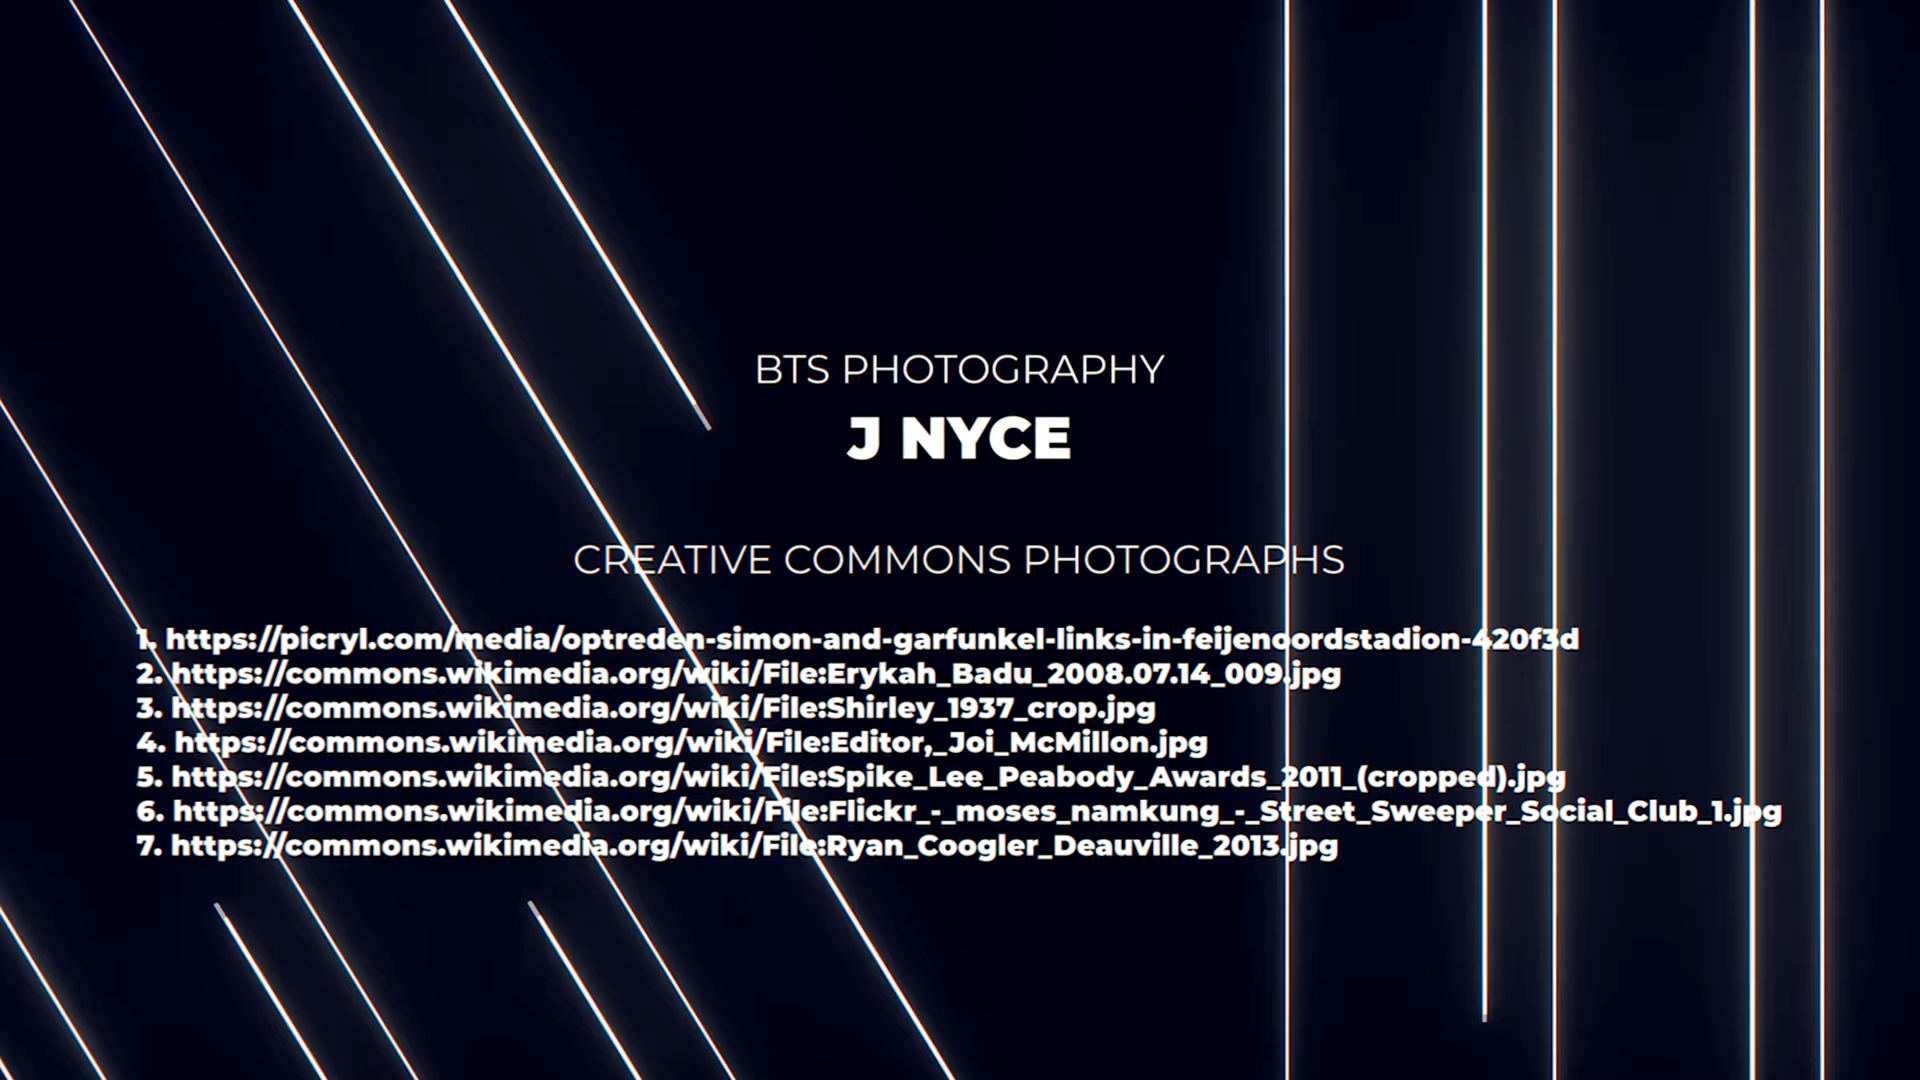 BTS PHOTOGRAPHY
J NYCE
CREATIVE COMMONS PHOTOGRAPHS
1. https://picryl.com/media/optreden-simon-and-garfunkel-links-in-feijenoordstadion-420f3d
2. https://commons.wikimedia.org/wiki/File:Erykah_Badu_2008.07.14_009.jpg
3. https://commons.wikimedia.org/wiki/File:Shirley_1937_crop.jpg
4. https://commons.wikimedia.org/wiki/File:Editor,_Joi_McMillon.jpg
5. https://commons.wikimedia.org/wiki/File:Spike_Lee_Peabody_Awards_2011_(cropped).jpg
6. https://commons.wikimedia.org/wiki/File:Flickr_-_moses_namkung_-_Street_Sweeper_Social_Club_1.jpg
7. https://commons.wikimedia.org/wiki/File:Ryan_Coogler_Deauville_2013.jpg